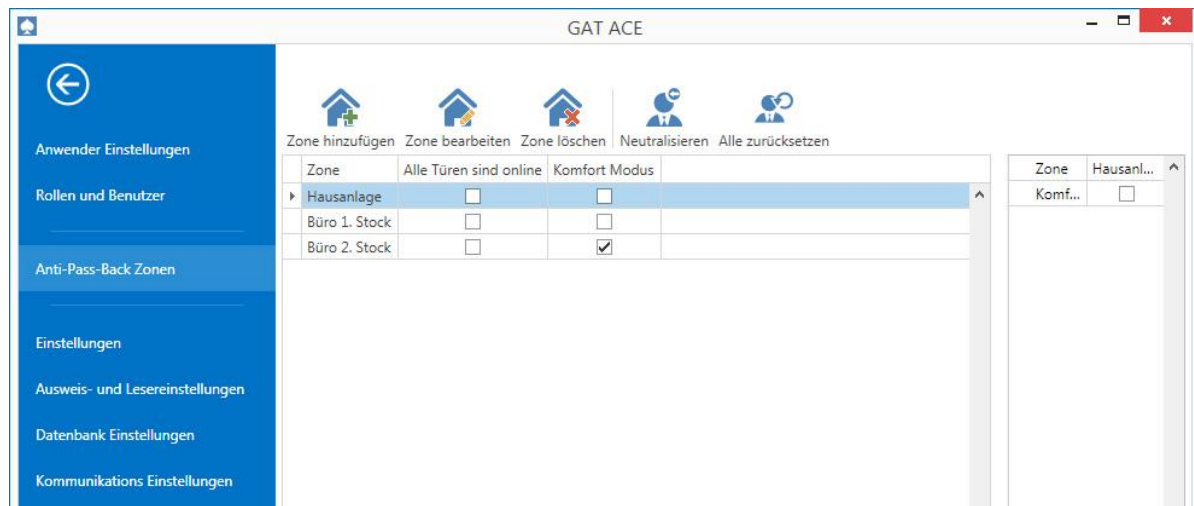 GAT ACE
Anwender Einstellungen
Rollen und Benutzer
Anti-Pass-Back Zonen
Einstellungen
Ausweis- und Lesereinstellungen
Datenbank Einstellungen
Kommunikations Einstellungen
Zone hinzufügen Zone bearbeiten Zone löschen Neutralisieren Alle zurücksetzen
Zone Alle Türen sind online Komfort Modus
Hausanlage
Büro 1. Stock
Büro 2. Stock
Zone Hausanl...
Komf...